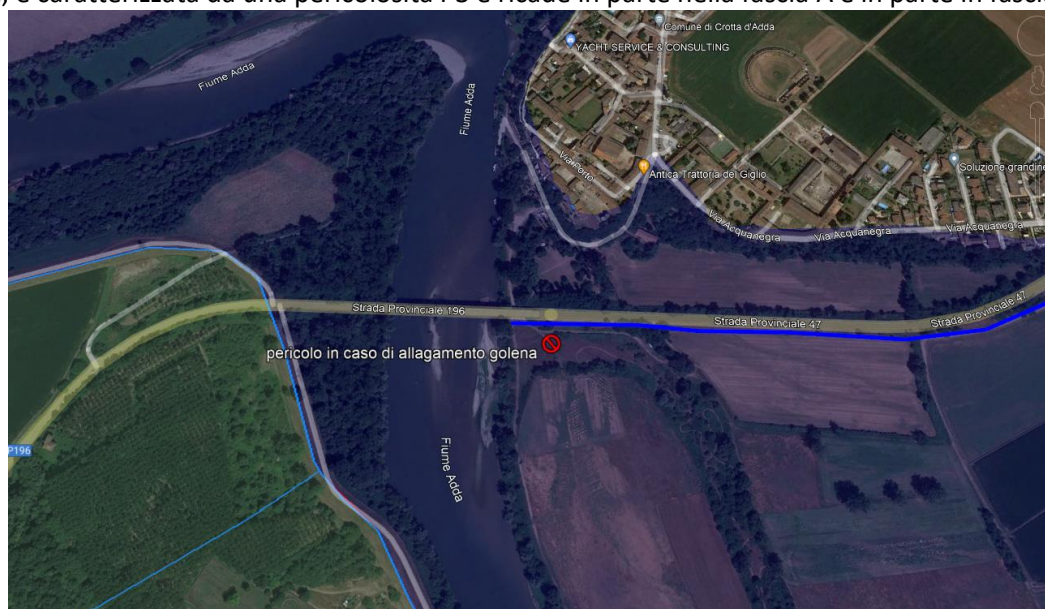 è caratterizzata da una pericolosità P3 e ricade in parte nella fascia A e in parte in fascia
Comune di Crotta d'Adda
YACHT SERVICE & CONSULTING
Fiume Adda
Fiume Adda
Via Porto
Antica Trattoria del Giglio
Soluzione grandine
Via Acquanegra
Via Acquanegra
Via Acquanegra
Strada Provinciale 196
Strada Provinciale 47
Strada Provinciale 47
pericolo in caso di allagamento golena
P196
Fiume Adda